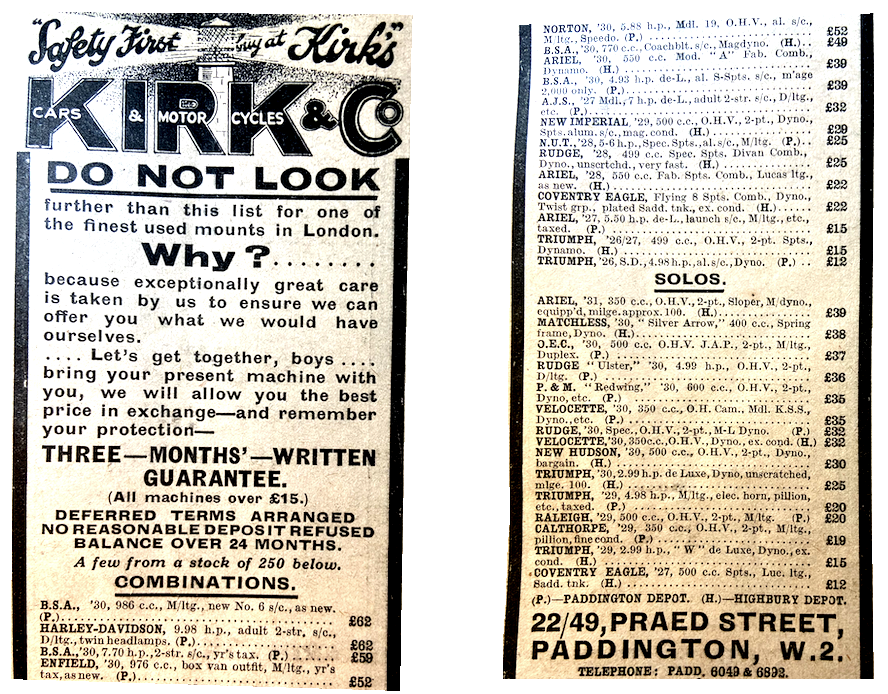 "Safety First buy at Kirk's"
KIRK & Co
CARS & MOTOR CYCLES
DO NOT LOOK
further than this list for one of
the finest used mounts in London.
Why?........
because exceptionally great care
is taken by us to ensure we can
offer you what we would have
ourselves.
.... Let's get together, boys ....
bring your present machine with
you, we will allow you the best
price in exchange—and remember
your protection—
THREE—MONTHS'—WRITTEN
GUARANTEE.
(All machines over £15.)
DEFERRED TERMS ARRANGED
NO REASONABLE DEPOSIT REFUSED
BALANCE OVER 24 MONTHS.
A few from a stock of 250 below.
COMBINATIONS.
B.S.A., '30, 986 c.c., M/ltg., new No. 6 s/c., as new.
(P.) £62
HARLEY-DAVIDSON, 9.98 h.p., adult 2-str. s/c.,
D/ltg., twin headlamps. (P.) £62
B.S.A., '30, 7.70 h.p., 2-str. s/c., yr's tax. (P.) £59
ENFIELD, '30, 976 c.c., box van outfit, M/ltg., yr's
tax, as new. (P.) £52
NORTON, '30, 5.88 h.p., Mdl. 19, O.H.V., al. s/c.,
M/ltg., Speedo. (P.) £52
B.S.A., '30, 770 c.c., Coachblt. s/c., Magdyno. (H.) £49
ARIEL, '30, 550 c.c. Mod. "A" Fab. Comb.,
Dynamo. (H.) £39
B.S.A., '30, 4.93 h.p. de-L., al. S-Spts. s/c., m'age
2,000 only. (P.) £39
A.J.S., '27 Mdl., 7 h.p. de-L., adult 2-str. s/c., D/ltg.,
etc. (P.) £32
NEW IMPERIAL, '29, 500 c.c., O.H.V., 2-pt., Dyno.,
Spts. alum. s/c., mag. cond. (H.) £29
N.U.T., '28, 5-6 h.p., Spec. Spts., al. s/c., M/ltg. (P.) £25
RUDGE, '28, 499 c.c. Spec. Spts. Divan Comb.,
Dyno., unscrtchd., very fast. (H.) £25
ARIEL, '28, 550 c.c. Fab. Spts. Comb., Lucas ltg.,
as new. (H.) £22
COVENTRY EAGLE, Flying 8 Spts. Comb., Dyno.,
Twist grp., plated Sadd. tnk., ex. cond. (H.) £22
ARIEL, '27, 5.50 h.p. de-L., launch s/c., M/ltg., etc.,
taxed. (P.) £15
TRIUMPH, '26/27, 499 c.c., O.H.V., 2-pt. Spts.,
Dynamo. (H.) £15
TRIUMPH, '26, S.D., 4.98 h.p., al. s/c., Dyno. (P.) £12
SOLOS.
ARIEL, '31, 350 c.c., O.H.V., 2-pt., Sloper, M/dyno.,
equipp'd, milge. approx. 100. (H.) £39
MATCHLESS, '30, "Silver Arrow," 400 c.c., Spring
frame, Dyno. (H.) £38
O.E.C., '30, 500 c.c. O.H.V. J.A.P., 2-pt., M/ltg.,
Duplex. (P.) £37
RUDGE "Ulster," '30, 4.99 h.p., O.H.V., 2-pt.,
D/ltg. (P.) £36
P. & M. "Redwing," '30, 600 c.c., O.H.V., 2-pt.,
Dyno, etc. (P.) £35
VELOCETTE, '30, 350 c.c., O.H. Cam., Mdl. K.S.S.,
Dyno., etc. (P.) £35
RUDGE, '30, Spec., O.H.V., 2-pt., M-L Dyno. (P.) £32
VELOCETTE, '30, 350c.c., O.H.V., Dyno., ex. cond. (H.) £32
NEW HUDSON, '30, 500 c.c., O.H.V., 2-pt., Dyno.,
bargain. (H.) £30
TRIUMPH, '30, 2.99 h.p. de Luxe, Dyno, unscratched,
mlge. 100. (H.) £25
TRIUMPH, '29, 4.98 h.p., M/ltg., elec. horn, pillion,
etc., taxed. (P.) £20
RALEIGH, '29, 500 c.c., O.H.V., 2-pt., M/ltg. (P.) £20
CALTHORPE, '29, 350 c.c., O.H.V., 2-pt., M/ltg.,
pillion, fine cond. (P.) £19
TRIUMPH, '29, 2.99 h.p., "W" de Luxe, Dyno., ex.
cond. (H.) £15
COVENTRY EAGLE, '27, 500 c.c. Spts., Luc. ltg.,
Sadd. tnk. (H.) £12
(P.)—PADDINGTON DEPOT. (H.)—HIGHBURY DEPOT.
22/49, PRAED STREET,
PADDINGTON, W.2.
TELEPHONE: PADD. 6049 & 6892.